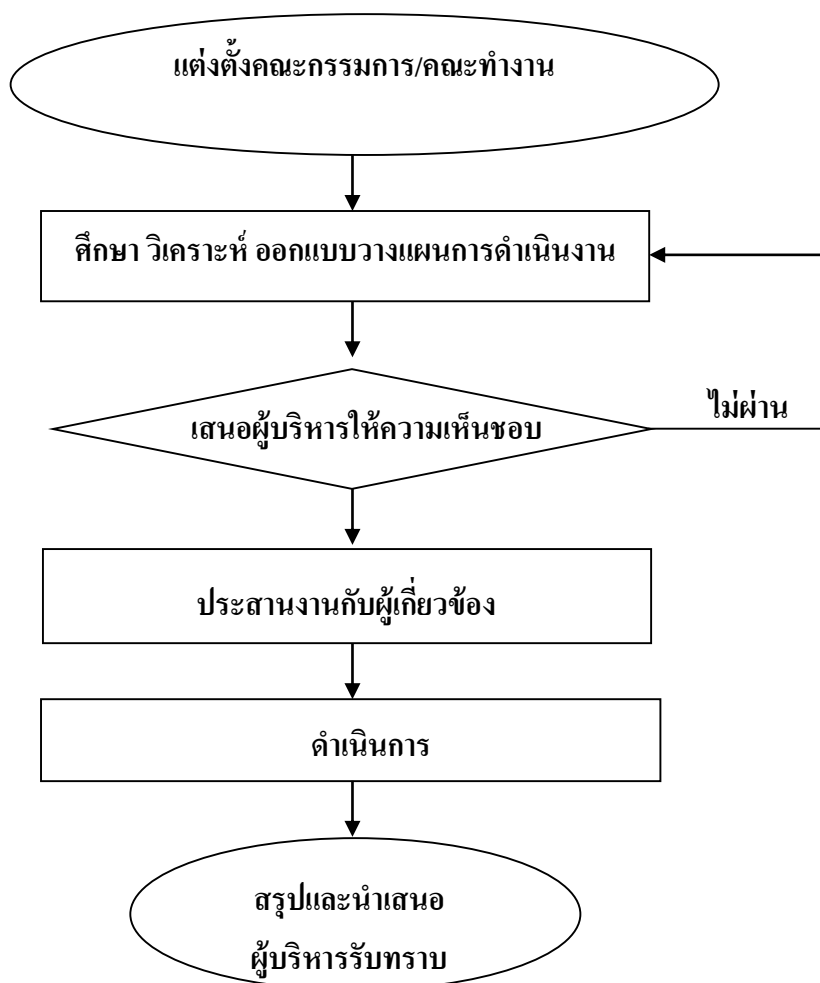 แต่งตั้งคณะกรรมการ/คณะทำงาน
ศึกษา วิเคราะห์ ออกแบบวางแผนการดำเนินงาน
เสนอผู้บริหารให้ความเห็นชอบ
ไม่ผ่าน
ประสานงานกับผู้เกี่ยวข้อง
ดำเนินการ
สรุปและนำเสนอ
ผู้บริหารรับทราบ